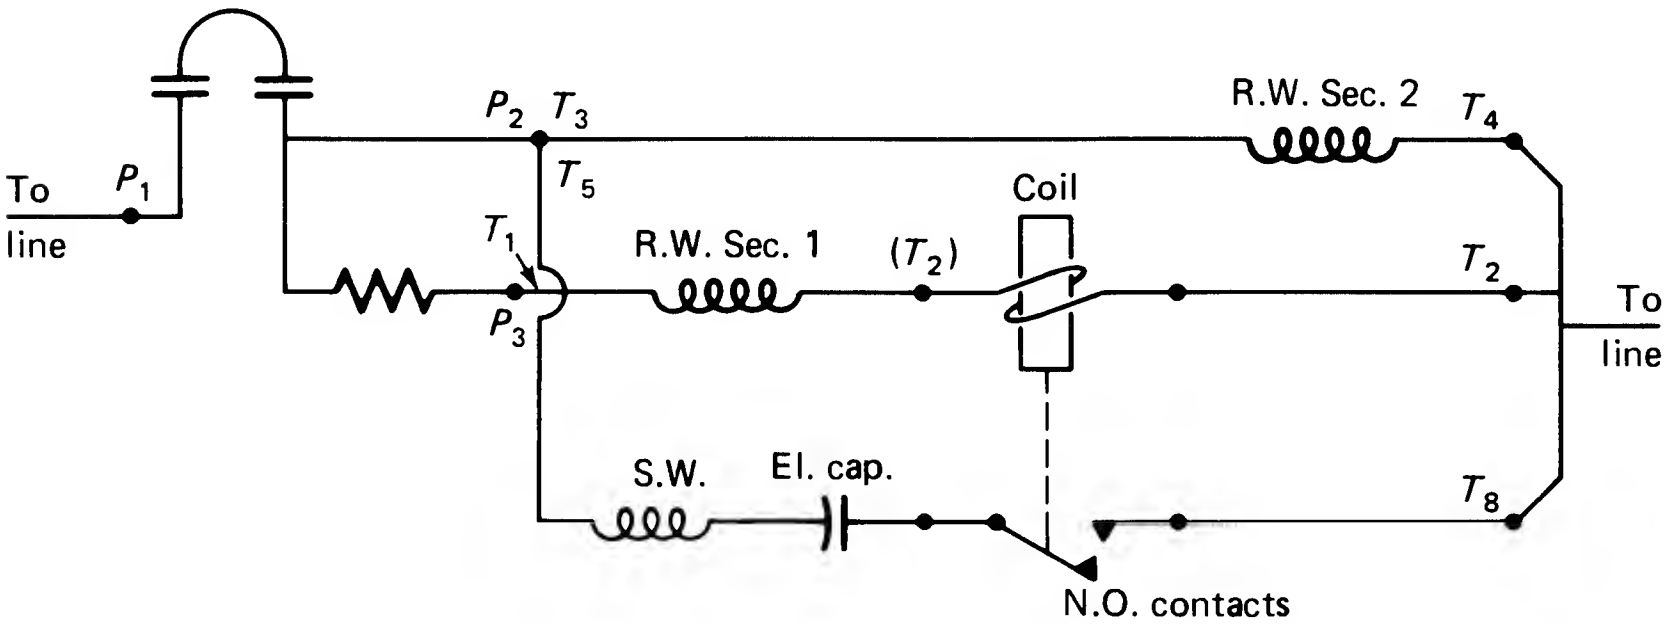 R.W. Sec. 2
P2 T3
T4
To
line
P1
T5
Coil
T1
R.W. Sec. 1
(T2)
T2
To
line
P3
S.W.
El. cap.
T8
N.O. contacts